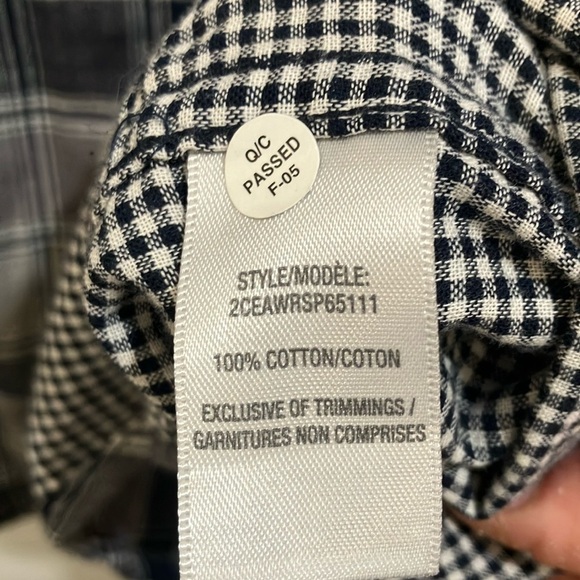 Q/C
PASSED
F-05
STYLE/MODÈLE:
2CEAWRSP65111
100% COTTON/COTON
EXCLUSIVE OF TRIMMINGS /
GARNITURES NON COMPRISES